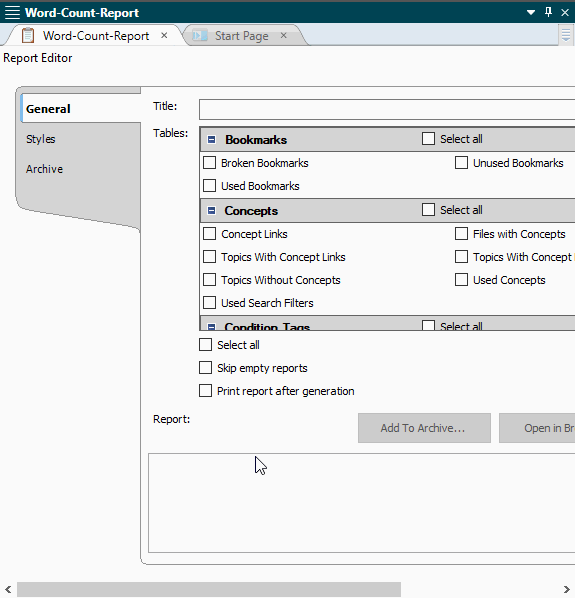 Word-Count-Report
Word-Count-Report Start Page
Report Editor
General
Styles
Archive
Title:
Tables:
Bookmarks Select all
Broken Bookmarks Unused Bookmarks
Used Bookmarks
Concepts Select all
Concept Links Files with Concepts
Topics With Concept Links Topics With Concept
Topics Without Concepts Used Concepts
Used Search Filters
Condition Tags Select all
Select all
Skip empty reports
Print report after generation
Report:
Add To Archive... Open in Br